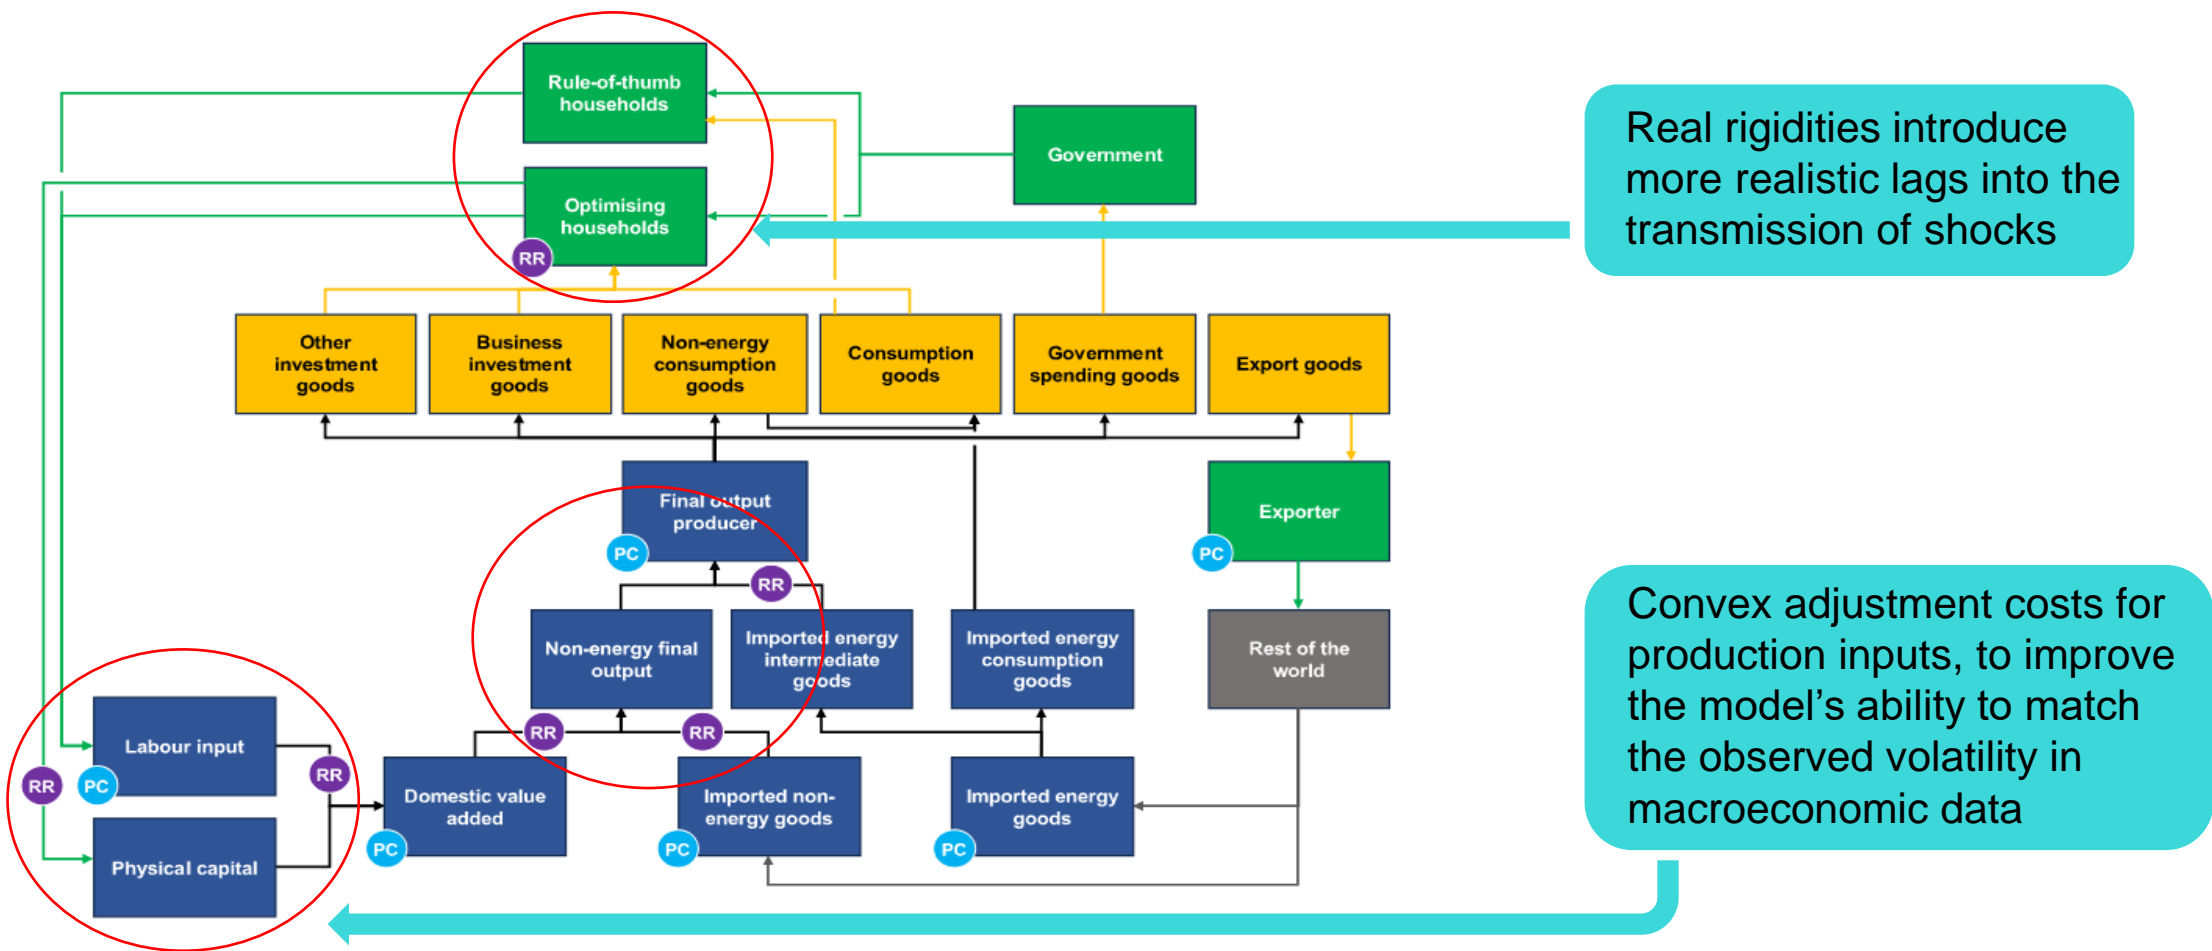 Rule-of-thumb
households
Government
Optimising
households
RR
Real rigidities introduce
more realistic lags into the
transmission of shocks
Other
investment
goods
Business
investment
goods
Non-energy
consumption
goods
Consumption
goods
Government
spending goods
Export goods
Final output
producer
PC
Exporter
PC
RR
Non-energy final
output
Imported energy
intermediate
goods
Imported energy
consumption
goods
Rest of the
world
Convex adjustment costs for
production inputs, to improve
the model’s ability to match
the observed volatility in
macroeconomic data
RR
RR
Labour input
RR
PC
RR
Physical capital
Domestic value
added
PC
Imported non-
energy goods
PC
Imported energy
goods
PC